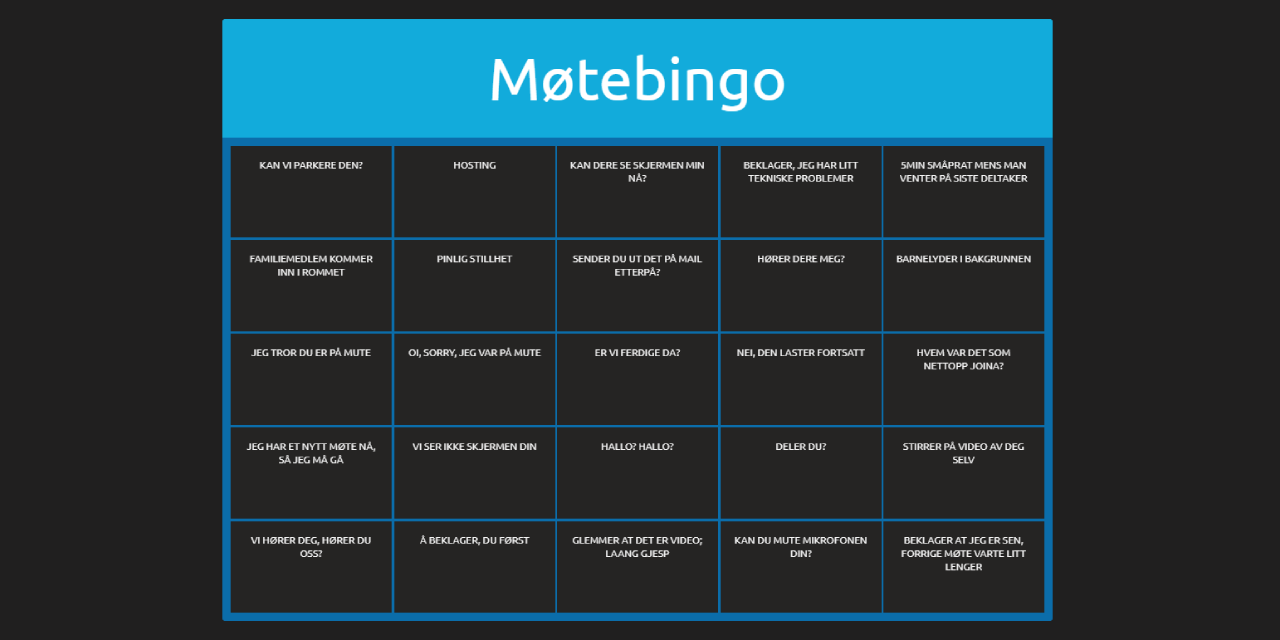 Møtebingo
KAN VI PARKERE DEN?
HOSTING
KAN DERE SE SKJERMEN MIN
NÅ?
BEKLAGER, JEG HAR LITT
TEKNISKE PROBLEMER
5MIN SMÅPRAT MENS MAN
VENTER PÅ SISTE DELTAKER
FAMILIEMEDLEM KOMMER
INN I ROMMET
PINLIG STILLHET
SENDER DU UT DET PÅ MAIL
ETTERPÅ?
HØRER DERE MEG?
BARNELYDER I BAKGRUNNEN
JEG TROR DU ER PÅ MUTE
OI, SORRY, JEG VAR PÅ MUTE
ER VI FERDIGE DA?
NEI, DEN LASTER FORTSATT
HVEM VAR DET SOM
NETTOPP JOINA?
JEG HAR ET NYTT MØTE NÅ,
SÅ JEG MÅ GÅ
VI SER IKKE SKJERMEN DIN
HALLO? HALLO?
DELER DU?
STIRRER PÅ VIDEO AV DEG
SELV
VI HØRER DEG, HØRER DU
OSS?
Å BEKLAGER, DU FØRST
GLEMMER AT DET ER VIDEO;
LAANG GJESP
KAN DU MUTE MIKROFONEN
DIN?
BEKLAGER AT JEG ER SEN,
FORRIGE MØTE VARTE LITT
LENGER